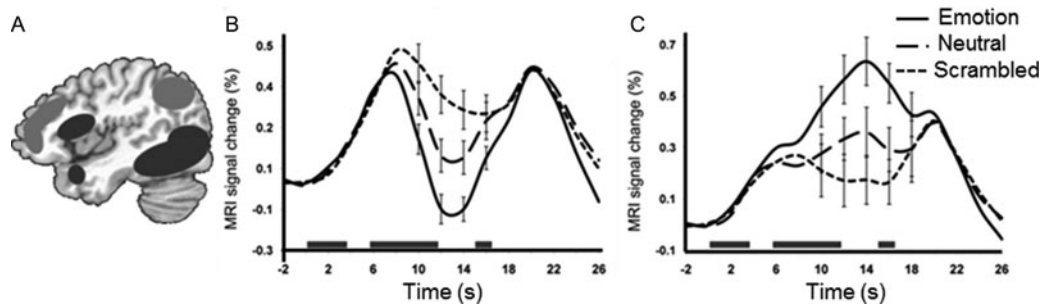 A
B
C
Emotion
Neutral
Scrambled
MRI signal change (%)
0.5
0.4
0.2
0.1
-0.1
-0.3
-2 2 6 10 14 18 22 26
Time (s)
MRI signal change (%)
0.7
0.5
0.3
0.1
-0.1
-2 2 6 10 14 18 22 26
Time (s)